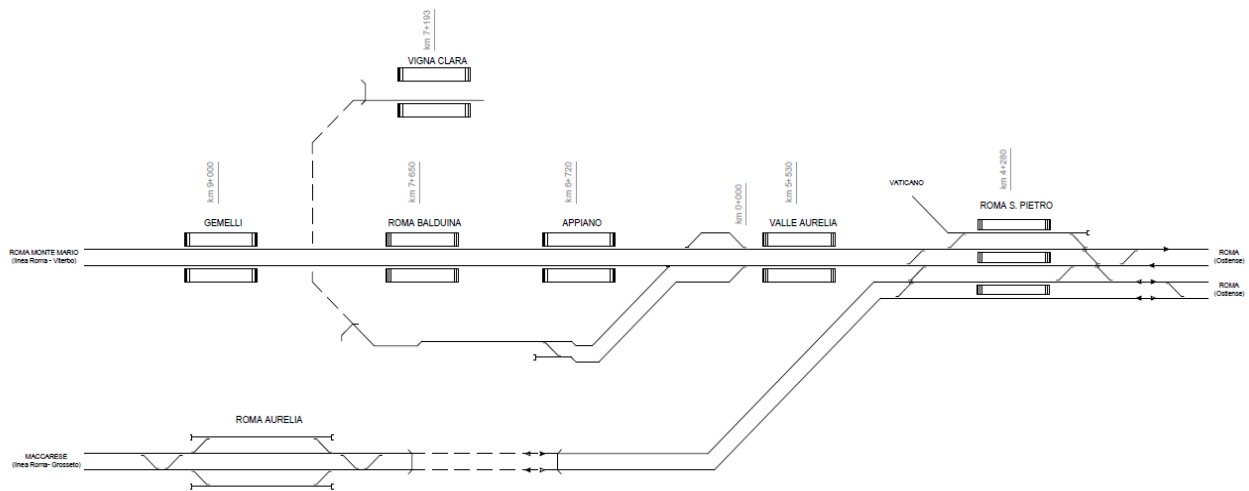 km 7+193
VIGNA CLARA
km 9+000
km 7+650
km 6+720
km 0+000
km 5+530
km 4+280
VATICANO
GEMELLI
ROMA BALDUINA
APPIANO
VALLE AURELIA
ROMA S. PIETRO
ROMA MONTE MARIO
(linea Roma - Viterbo)
ROMA
(Ostiense)
ROMA
(Ostiense)
ROMA AURELIA
MACCARESE
(linea Roma- Grosseto)